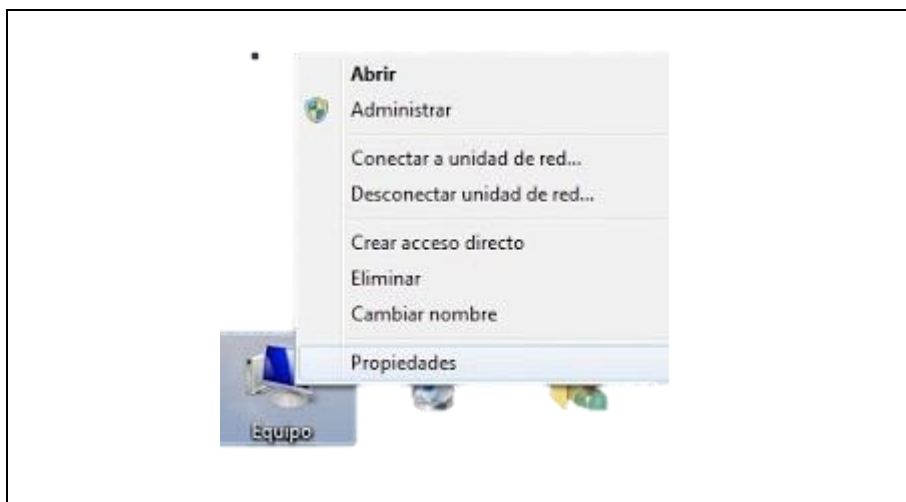 Abrir
Administrar
Conectar a unidad de red...
Desconectar unidad de red...
Crear acceso directo
Eliminar
Cambiar nombre
Propiedades
Equipo